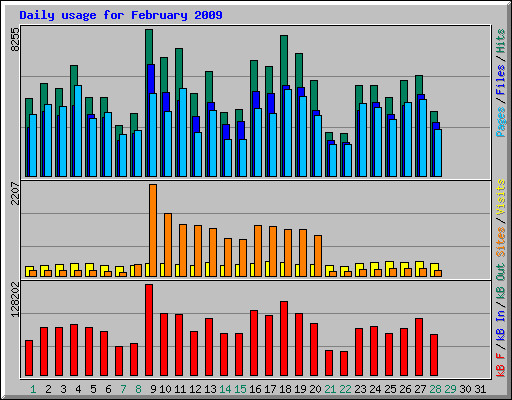 Daily usage for February 2009
8255
Pages / Files / Hits
2207
Sites / Visits
128202
kB F / kB In / kB Out
1 2 3 4 5 6 7 8 9 10 11 12 13 14 15 16 17 18 19 20 21 22 23 24 25 26 27 28 29 30 31